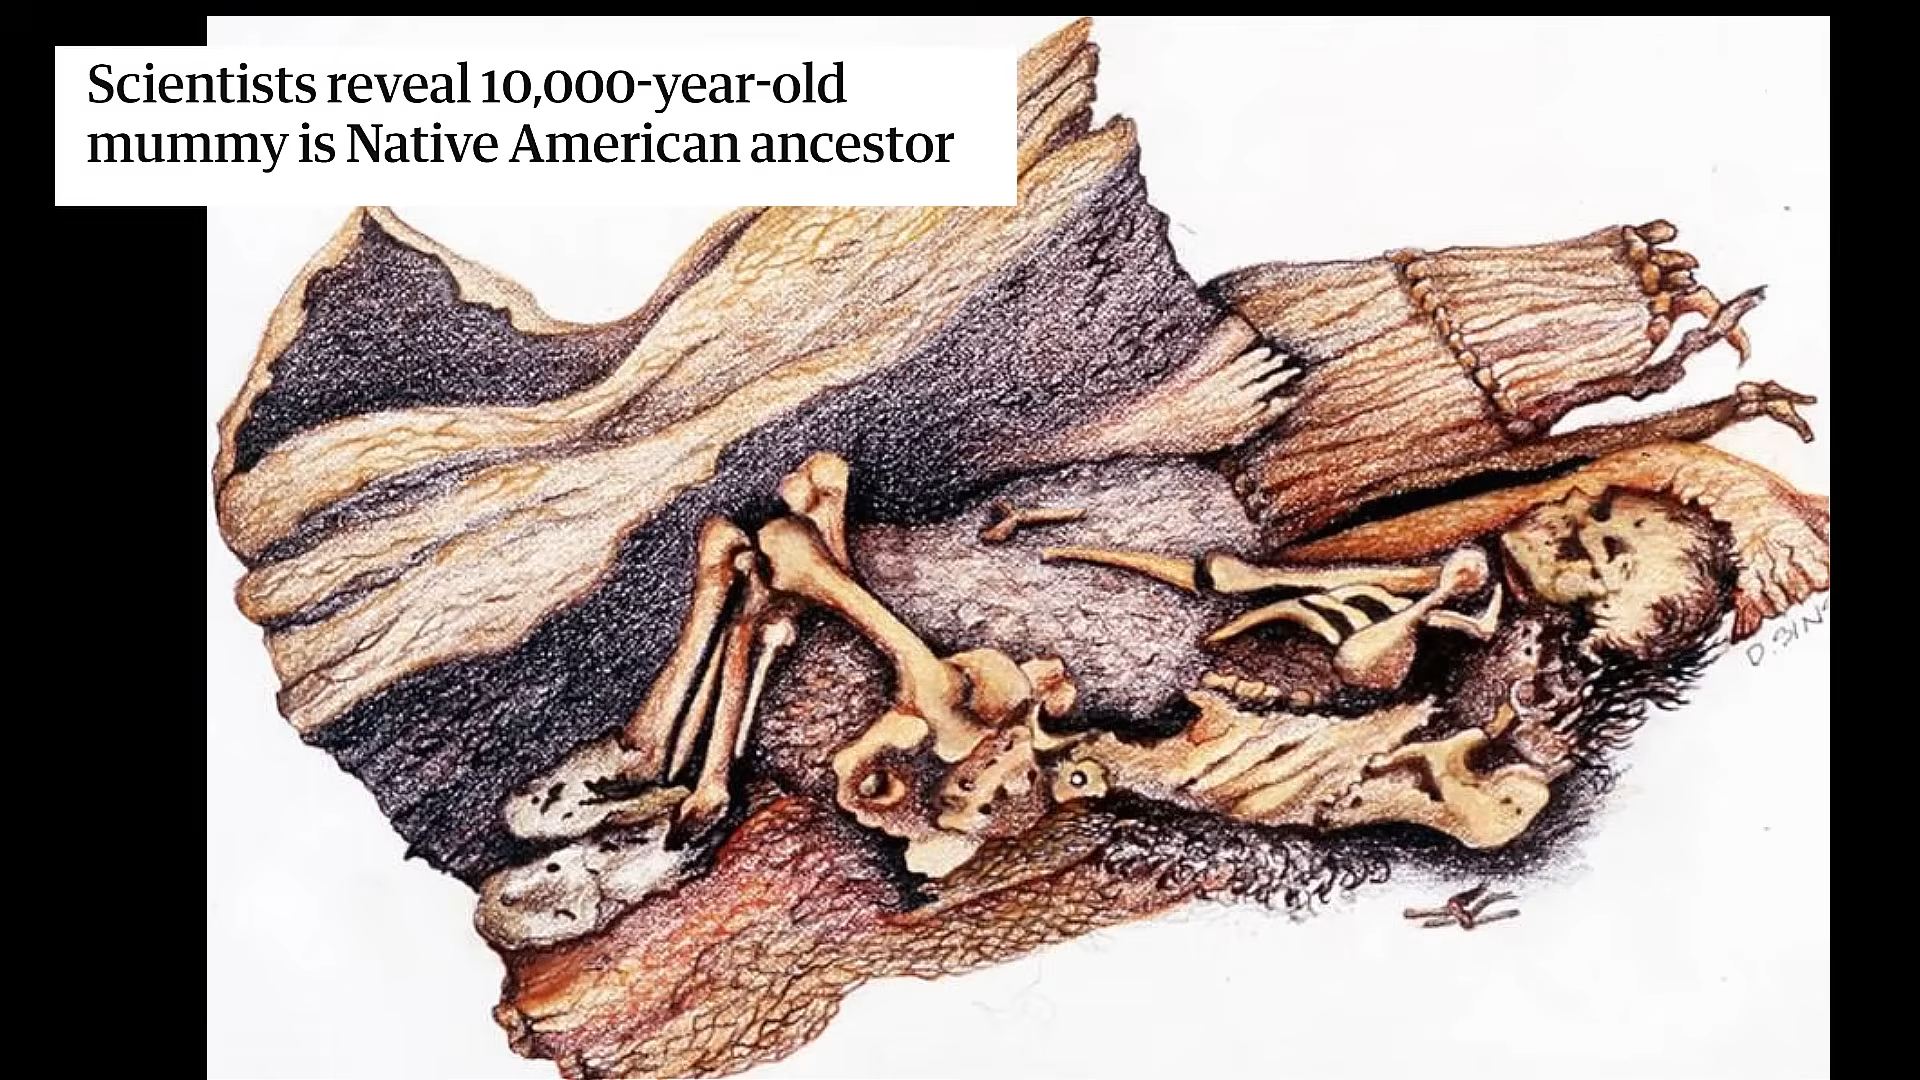 Scientists reveal 10,000-year-old
mummy is Native American ancestor